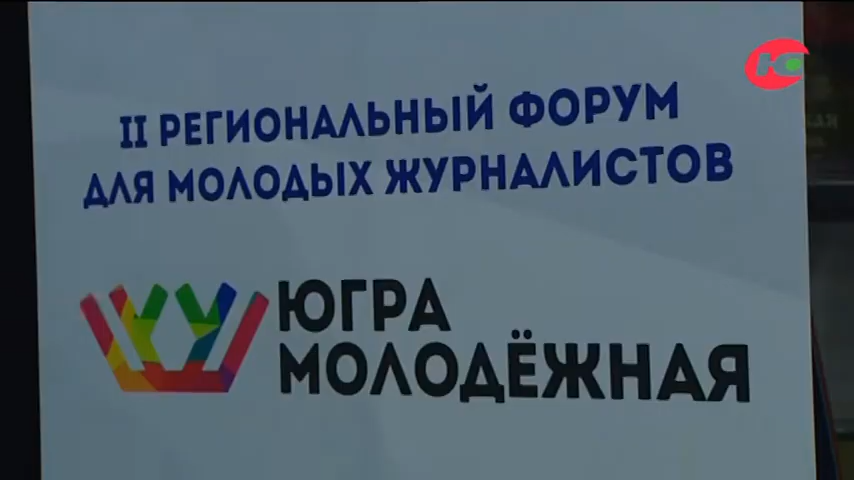 II РЕГИОНАЛЬНЫЙ ФОРУМ
ДЛЯ МОЛОДЫХ ЖУРНАЛИСТОВ
ЮГРА
МОЛОДЁЖНАЯ
Ю